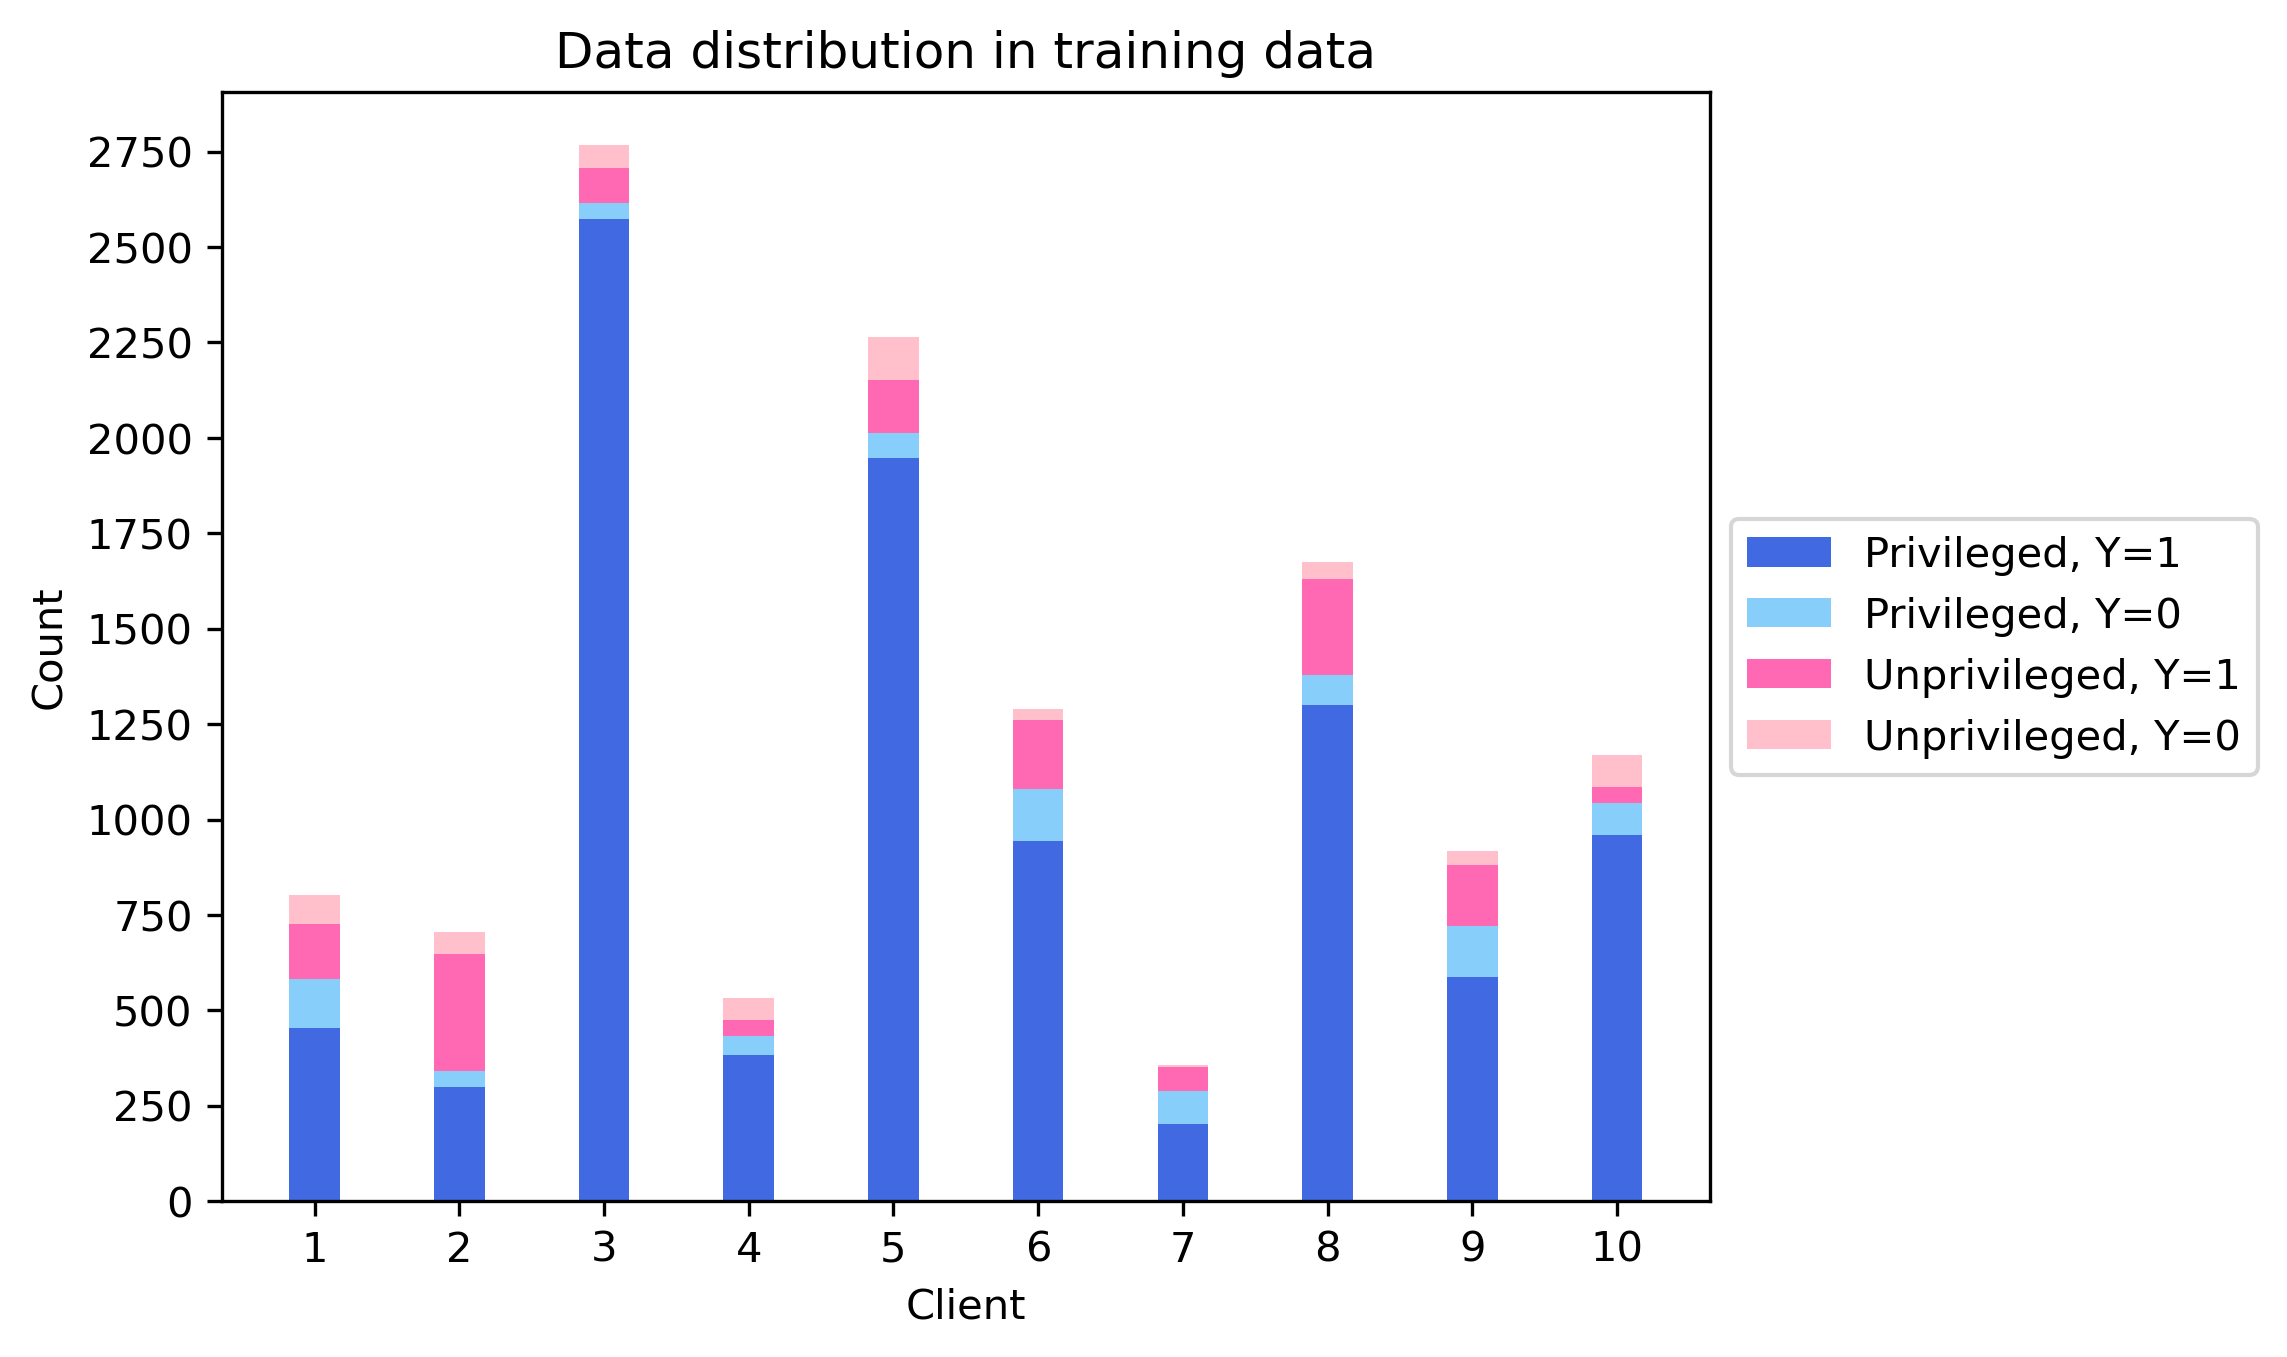 Data distribution in training data
2750
2500
2250
2000
1750
1500
1250
1000
750
500
250
0
Count
1 2 3 4 5 6 7 8 9 10
Client
Privileged, Y=1
Privileged, Y=0
Unprivileged, Y=1
Unprivileged, Y=0